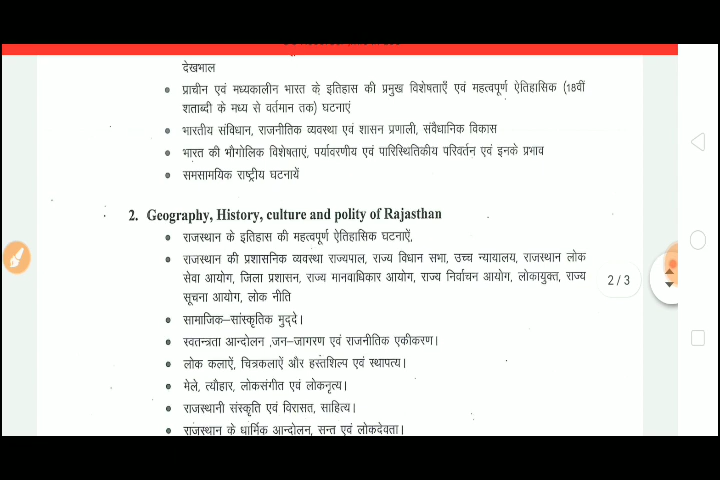 देखभाल
• प्राचीन एवं मध्यकालीन भारत के इतिहास की प्रमुख विशेषताएँ एवं महत्वपूर्ण ऐतिहासिक (18वीं
शताब्दी के मध्य से वर्तमान तक) घटनाएं
• भारतीय संविधान, राजनीतिक व्यवस्था एवं शासन प्रणाली, संवैधानिक विकास
• भारत की भौगोलिक विशेषताएं, पर्यावरणीय एवं पारिस्थितिकीय परिवर्तन एवं इनके प्रभाव
• समसामयिक राष्ट्रीय घटनायें
2. Geography, History, culture and polity of Rajasthan
• राजस्थान के इतिहास की महत्वपूर्ण ऐतिहासिक घटनाऐं,
• राजस्थान की प्रशासनिक व्यवस्था राज्यपाल, राज्य विधान सभा, उच्च न्यायालय, राजस्थान लोक
सेवा आयोग, जिला प्रशासन, राज्य मानवाधिकार आयोग, राज्य निर्वाचन आयोग, लोकायुक्त, राज्य
सूचना आयोग, लोक नीति
2 / 3
• सामाजिक–सांस्कृतिक मुद्दे।
• स्वतन्त्रता आन्दोलन ,जन–जागरण एवं राजनीतिक एकीकरण।
• लोक कलाऐं, चित्रकलाऐं और हस्तशिल्प एवं स्थापत्य।
• मेले, त्यौहार, लोकसंगीत एवं लोकनृत्य।
• राजस्थानी संस्कृति एवं विरासत, साहित्य।
• राजस्थान के धार्मिक आन्दोलन, सन्त एवं लोकदेवता।